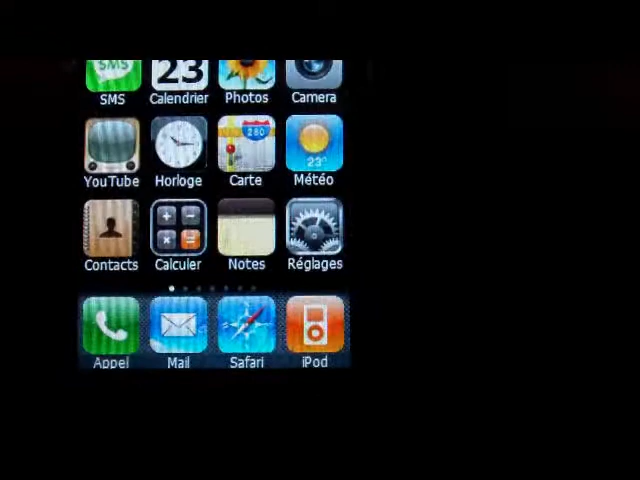 SMS
23
SMS Calendrier Photos Camera
280
23°
YouTube Horloge Carte Météo
Contacts Calculer Notes Réglages
Appel Mail Safari iPod